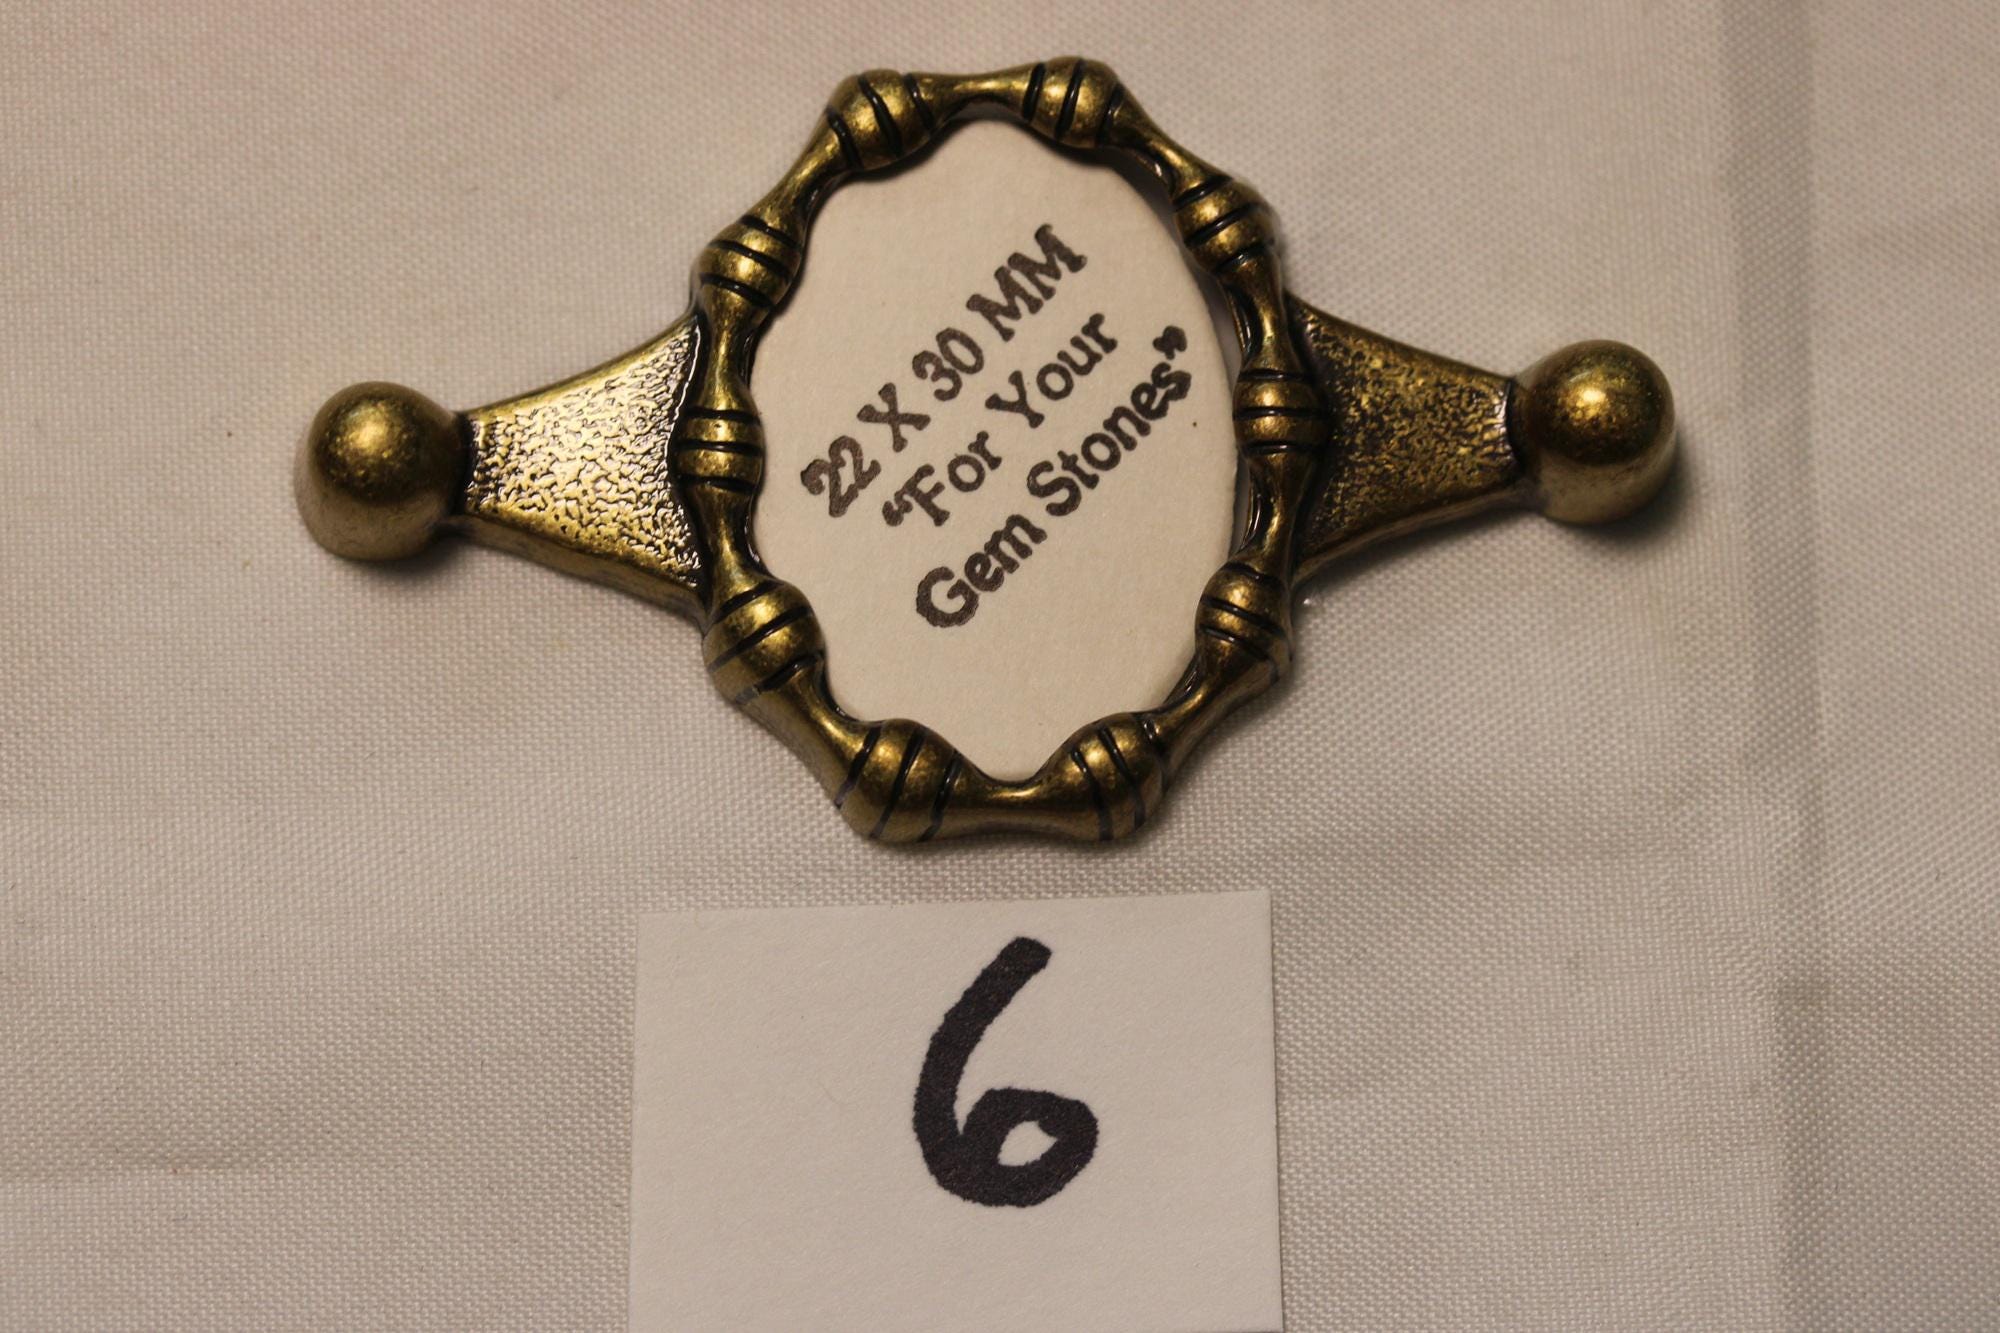 22 X 30 MM
“For Your
Gem Stones”
6